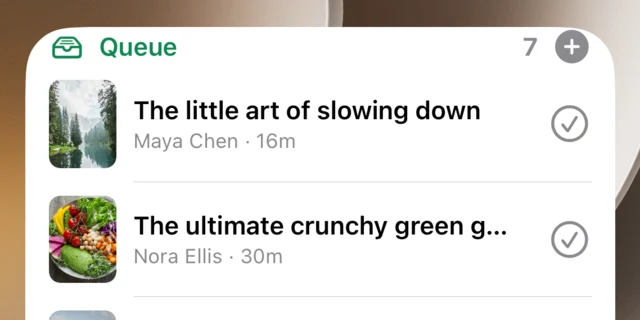 Queue
7
The little art of slowing down
Maya Chen · 16m
The ultimate crunchy green g...
Nora Ellis · 30m